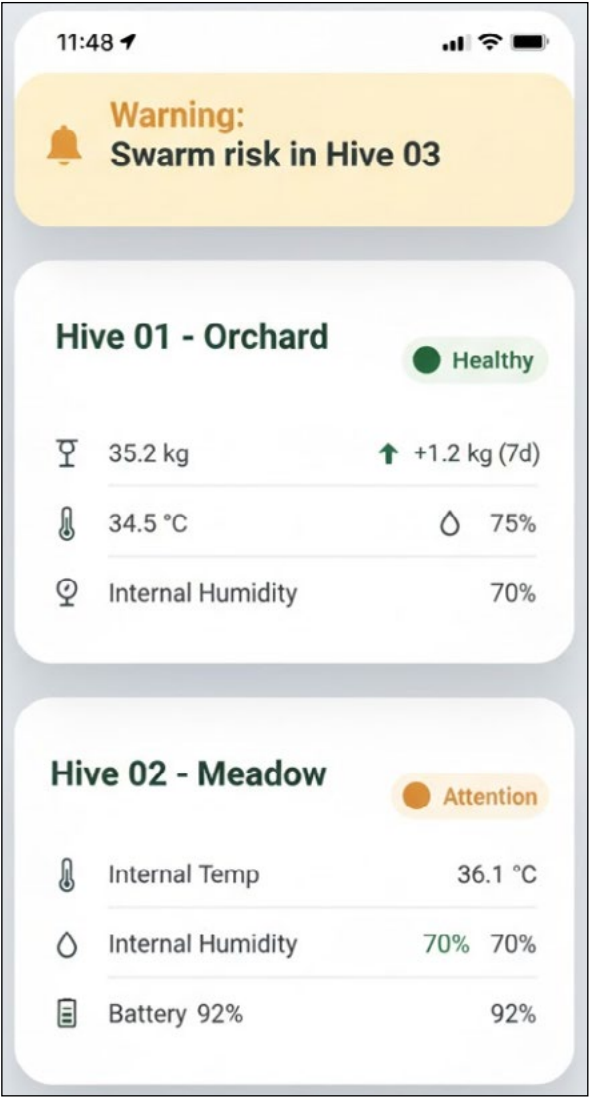 11:48
Warning:
Swarm risk in Hive 03
Hive 01 - Orchard
Healthy
35.2 kg +1.2 kg (7d)
34.5 °C 75%
Internal Humidity 70%
Hive 02 - Meadow
Attention
Internal Temp 36.1 °C
Internal Humidity 70% 70%
Battery 92% 92%